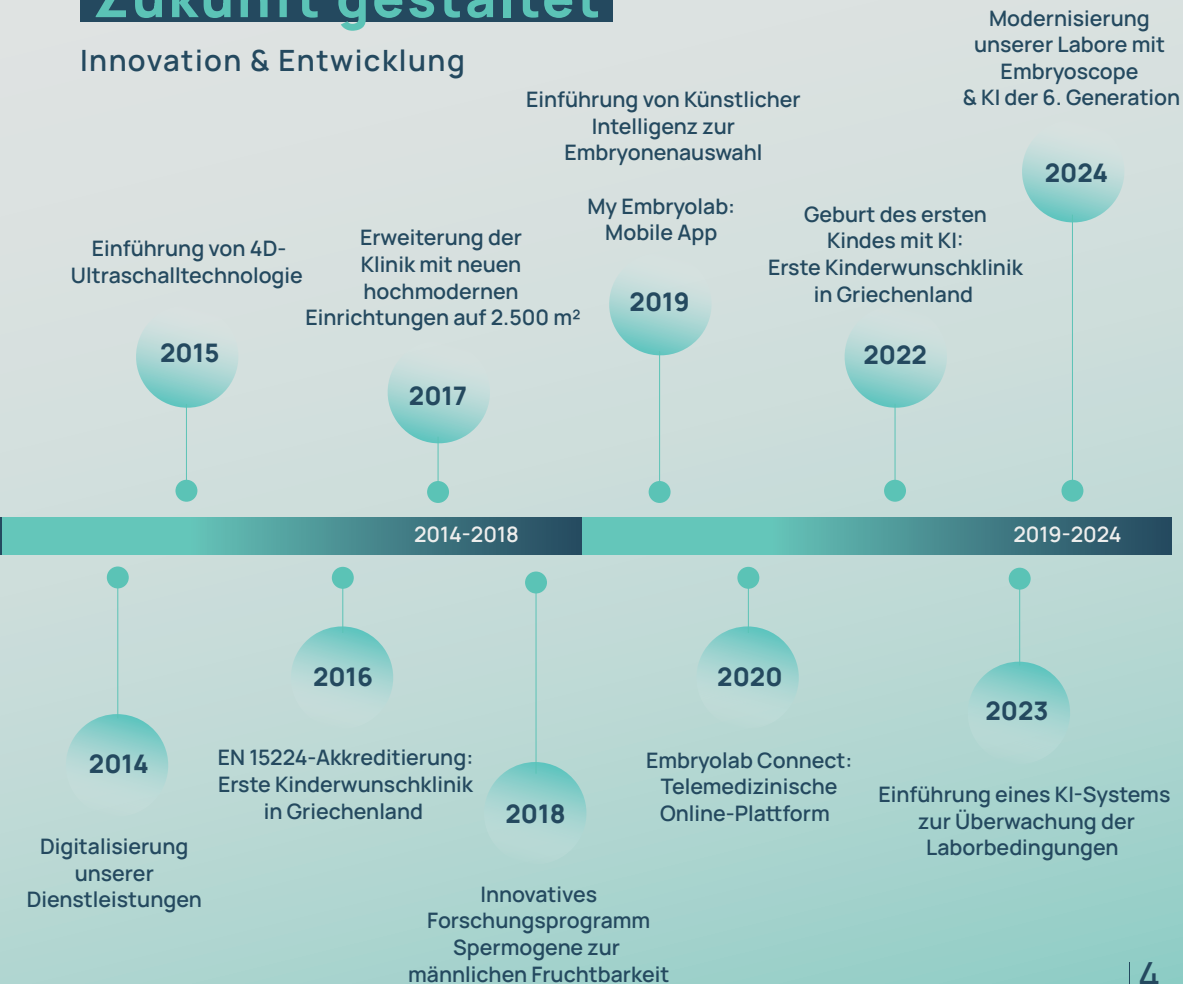 Zukunft gestaltet
Innovation & Entwicklung
Modernisierung
unserer Labore mit
Embryoscope
& KI der 6. Generation
2024
Einführung von Künstlicher
Intelligenz zur
Embryonenauswahl
My Embryolab:
Mobile App
2019
Geburt des ersten
Kindes mit KI:
Erste Kinderwunschklinik
in Griechenland
2022
Einführung von 4D-
Ultraschalltechnologie
2015
Erweiterung der
Klinik mit neuen
hochmodernen
Einrichtungen auf 2.500 m²
2017
2014-2018
2019-2024
2014
Digitalisierung
unserer
Dienstleistungen
2016
EN 15224-Akkreditierung:
Erste Kinderwunschklinik
in Griechenland
2018
Innovatives
Forschungsprogramm
Spermogene zur
männlichen Fruchtbarkeit
2020
Embryolab Connect:
Telemedizinische
Online-Plattform
2023
Einführung eines KI-Systems
zur Überwachung der
Laborbedingungen
4